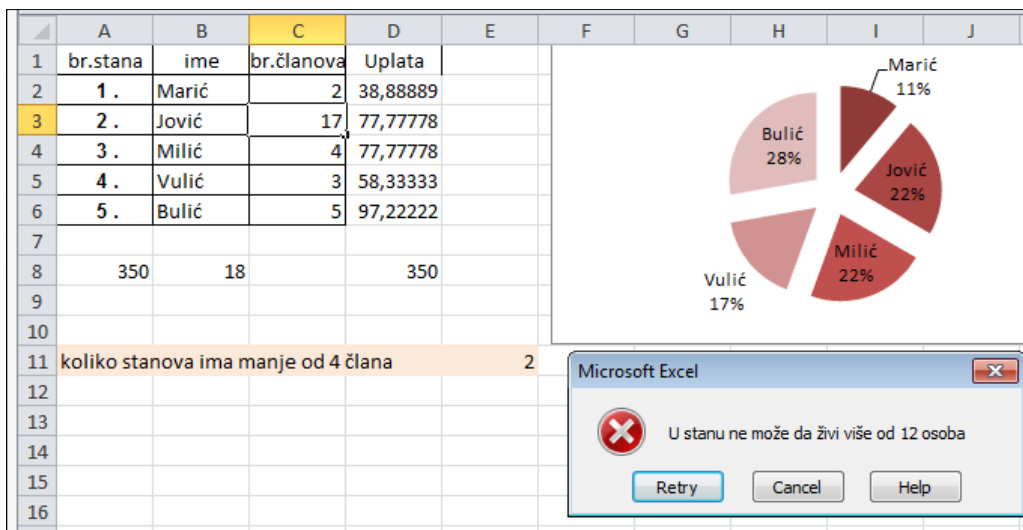 A B C D E F G H I J
1 br.stana ime br.članova Uplata
2 1. Marić 2 38,88889
3 2. Jović 17 77,77778
4 3. Milić 4 77,77778
5 4. Vulić 3 58,33333
6 5. Bulić 5 97,22222
7
8 350 18 350
9
10
11 koliko stanova ima manje od 4 člana 2
12
13
14
15
16
Marić
11%
Jović
22%
Milić
22%
Vulić
17%
Bulić
28%
Microsoft Excel
U stanu ne može da živi više od 12 osoba
Retry Cancel Help